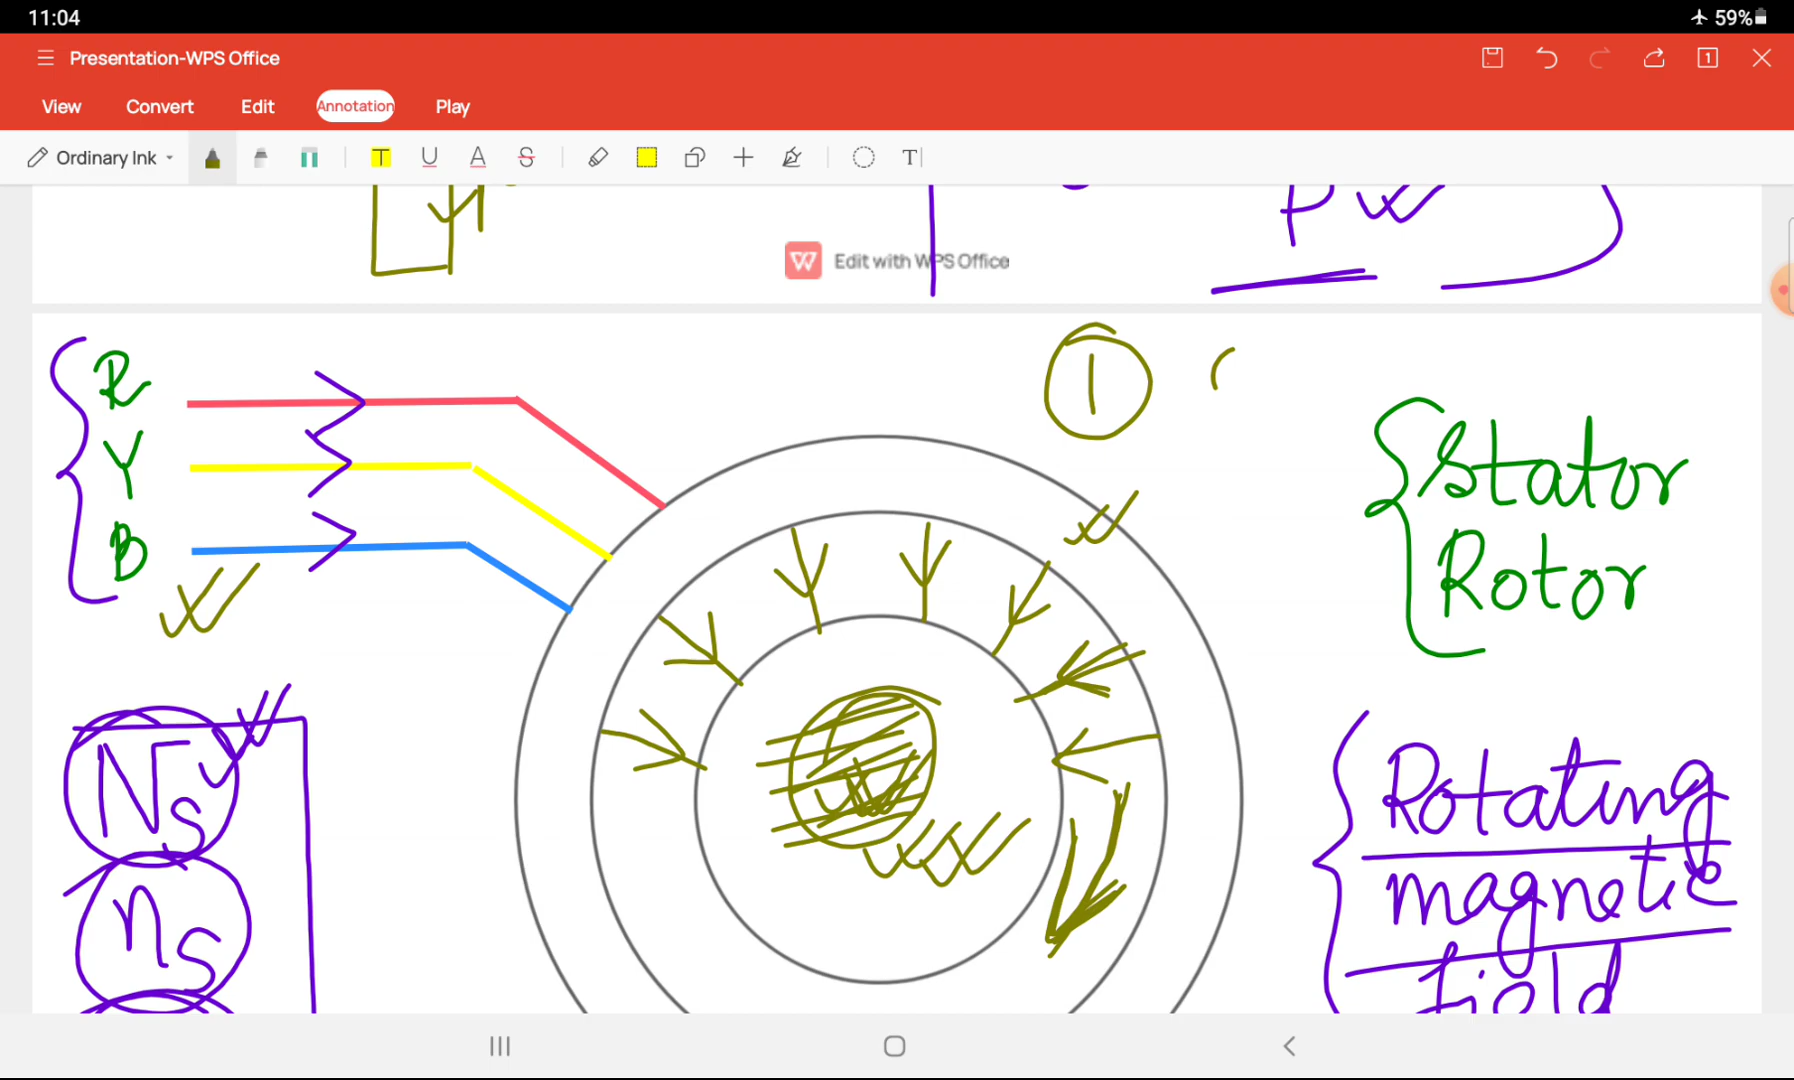 11:04
59%
Presentation-WPS Office
1
View Convert Edit Annotation Play
Ordinary Ink
T U A S T
Edit with WPS Office
R
Y
B
1
Stator
Rotor
Ns
ns
Rotating
magnetic
field